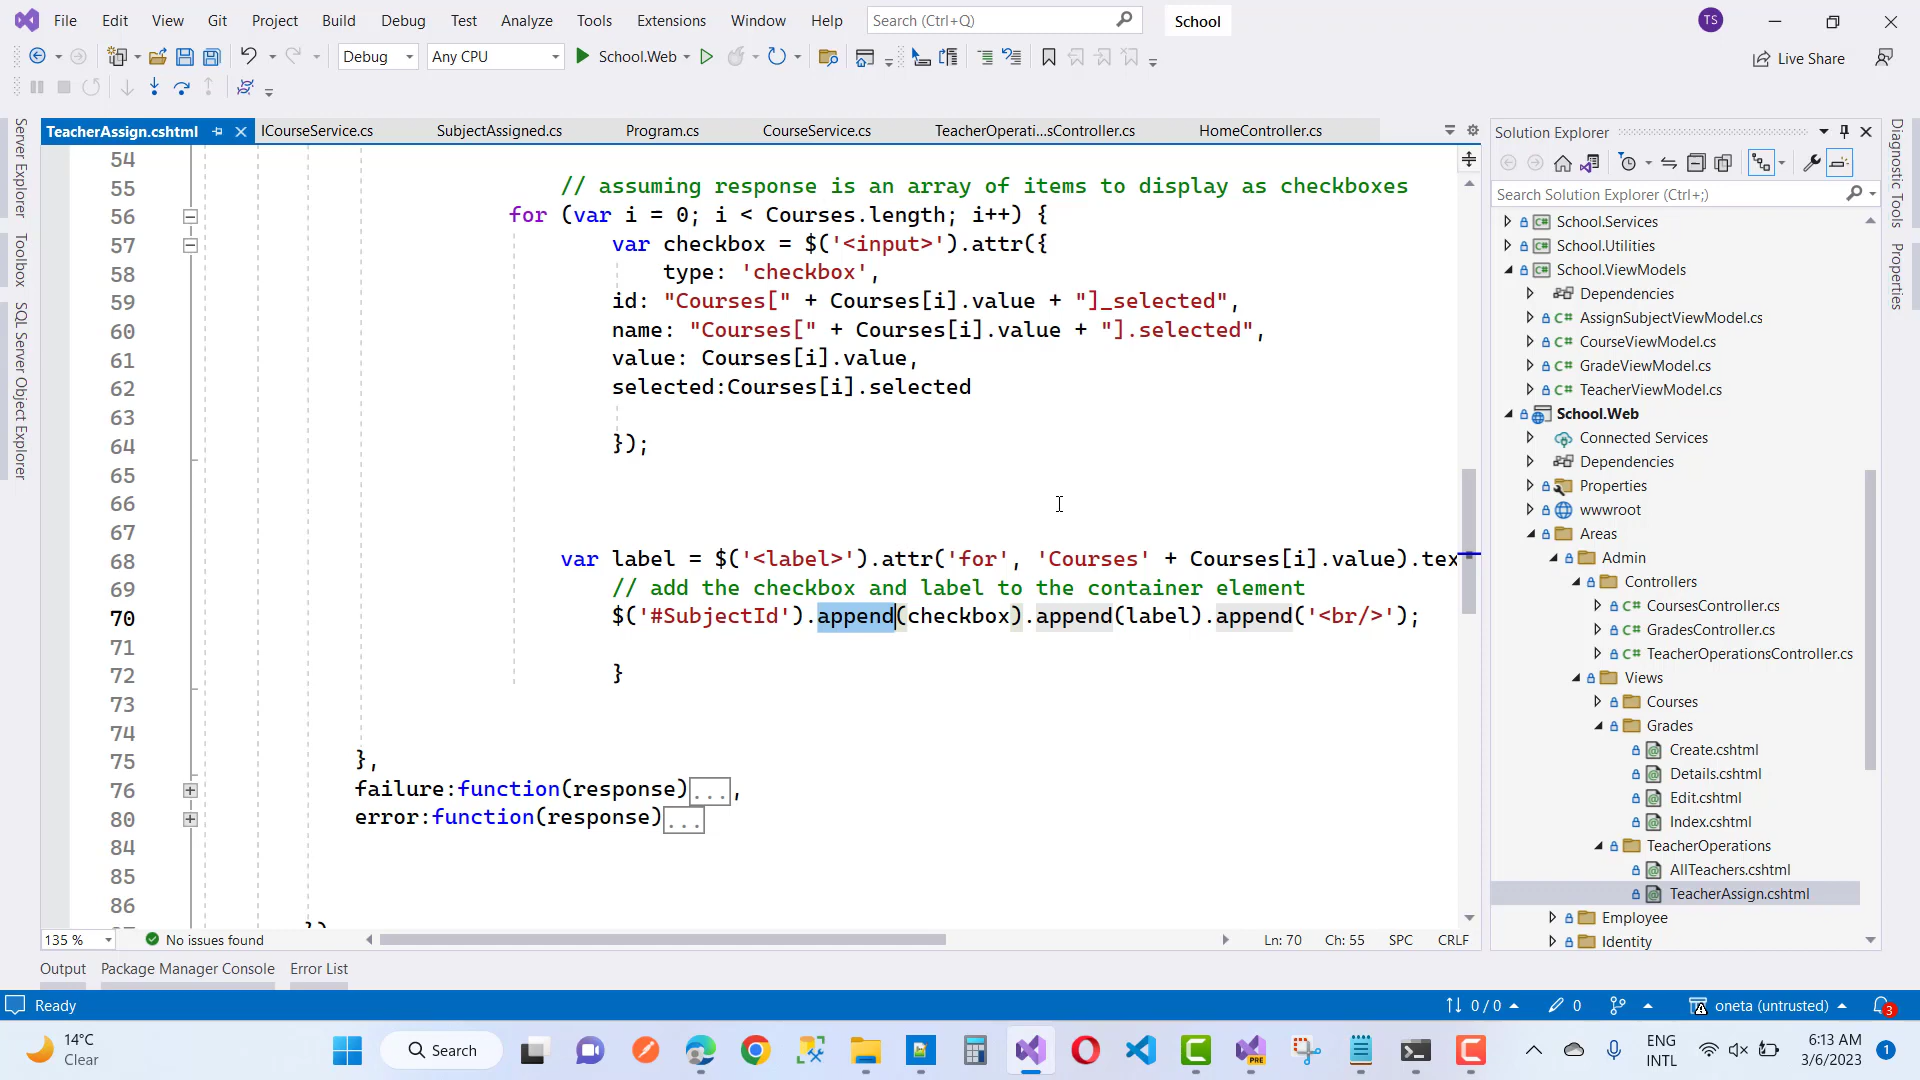 File Edit View Git Project Build Debug Test Analyze Tools Extensions Window Help Search (Ctrl+Q) School TS
Debug Any CPU School.Web Live Share
TeacherAssign.cshtml ICourseService.cs SubjectAssigned.cs Program.cs CourseService.cs TeacherOperati...sController.cs HomeController.cs
Server Explorer
Toolbox
SQL Server Object Explorer
54
55 // assuming response is an array of items to display as checkboxes
56 for (var i = 0; i < Courses.length; i++) {
57 var checkbox = $('<input>').attr({
58 type: 'checkbox',
59 id: "Courses[" + Courses[i].value + "]_selected",
60 name: "Courses[" + Courses[i].value + "].selected",
61 value: Courses[i].value,
62 selected:Courses[i].selected
63
64 });
65
66
67
68 var label = $('<label>').attr('for', 'Courses' + Courses[i].value).tex
69 // add the checkbox and label to the container element
70 $('#SubjectId').append(checkbox).append(label).append('<br/>');
71
72 }
73
74
75 },
76 failure:function(response)...,
80 error:function(response)...
84
85
86
135 % No issues found Ln: 70 Ch: 55 SPC CRLF
Solution Explorer
Search Solution Explorer (Ctrl+;)
C# School.Services
C# School.Utilities
C# School.ViewModels
Dependencies
C# AssignSubjectViewModel.cs
C# CourseViewModel.cs
C# GradeViewModel.cs
C# TeacherViewModel.cs
School.Web
Connected Services
Dependencies
Properties
wwwroot
Areas
Admin
Controllers
C# CoursesController.cs
C# GradesController.cs
C# TeacherOperationsController.cs
Views
Courses
Grades
Create.cshtml
Details.cshtml
Edit.cshtml
Index.cshtml
TeacherOperations
AllTeachers.cshtml
TeacherAssign.cshtml
Employee
Identity
Diagnostic Tools
Properties
Output Package Manager Console Error List
Ready 0 / 0 0 oneta (untrusted) 3
14°C
Clear
Search
PRE
ENG
INTL
6:13 AM
3/6/2023
1